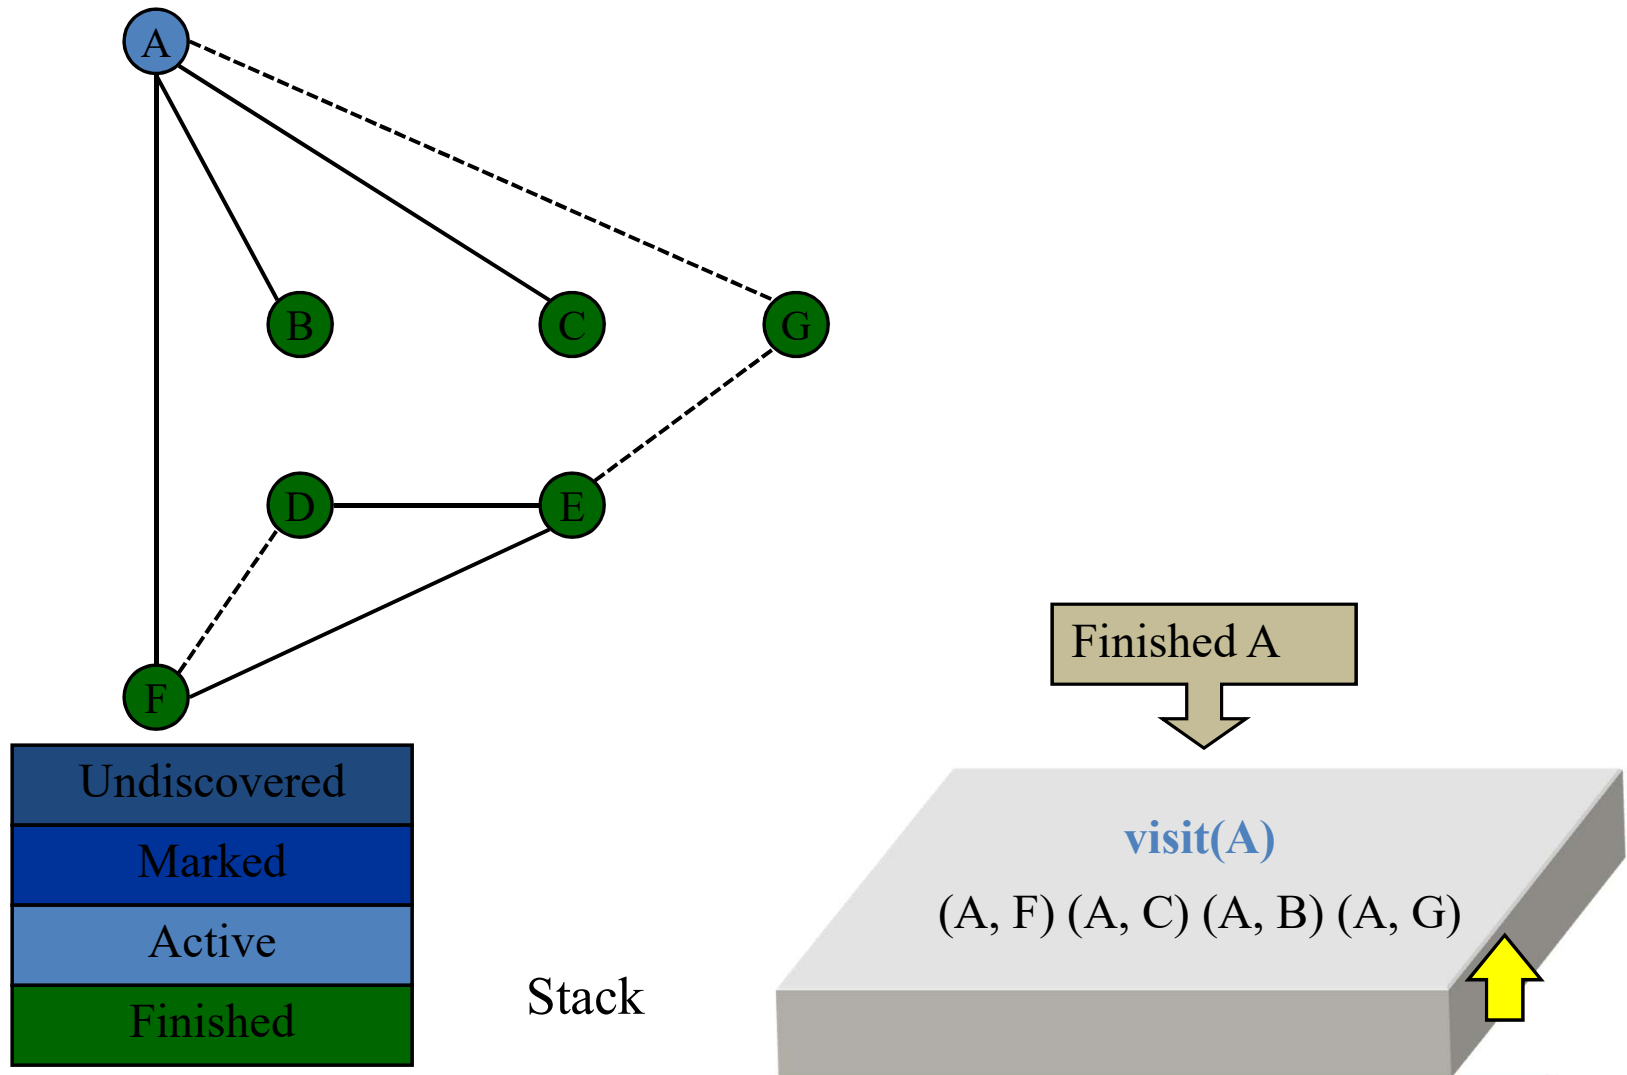 A
B
C
G
D
E
F
Finished A
Undiscovered
Marked
Active
Finished
Stack
visit(A)
(A, F) (A, C) (A, B) (A, G)